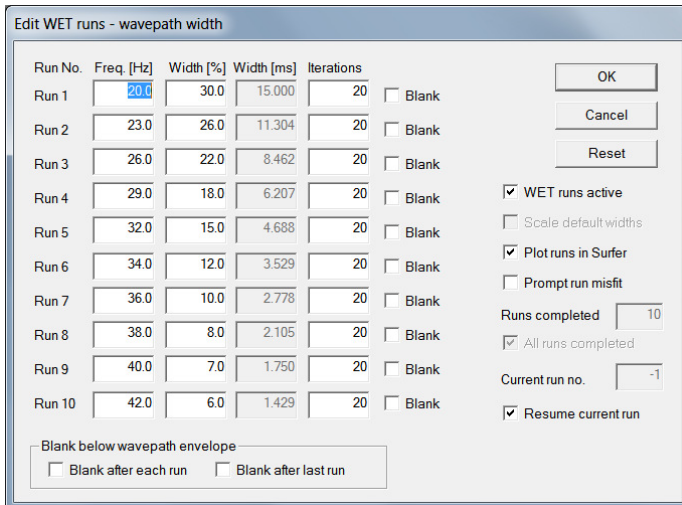 Edit WET runs - wavepath width
Run No. Freq. [Hz] Width [%] Width [ms] Iterations
Run 1 20.0 30.0 15.000 20 Blank
Run 2 23.0 26.0 11.304 20 Blank
Run 3 26.0 22.0 8.462 20 Blank
Run 4 29.0 18.0 6.207 20 Blank
Run 5 32.0 15.0 4.688 20 Blank
Run 6 34.0 12.0 3.529 20 Blank
Run 7 36.0 10.0 2.778 20 Blank
Run 8 38.0 8.0 2.105 20 Blank
Run 9 40.0 7.0 1.750 20 Blank
Run 10 42.0 6.0 1.429 20 Blank
Blank below wavepath envelope
Blank after each run Blank after last run
OK
Cancel
Reset
WET runs active
Scale default widths
Plot runs in Surfer
Prompt run misfit
Runs completed 10
All runs completed
Current run no. -1
Resume current run